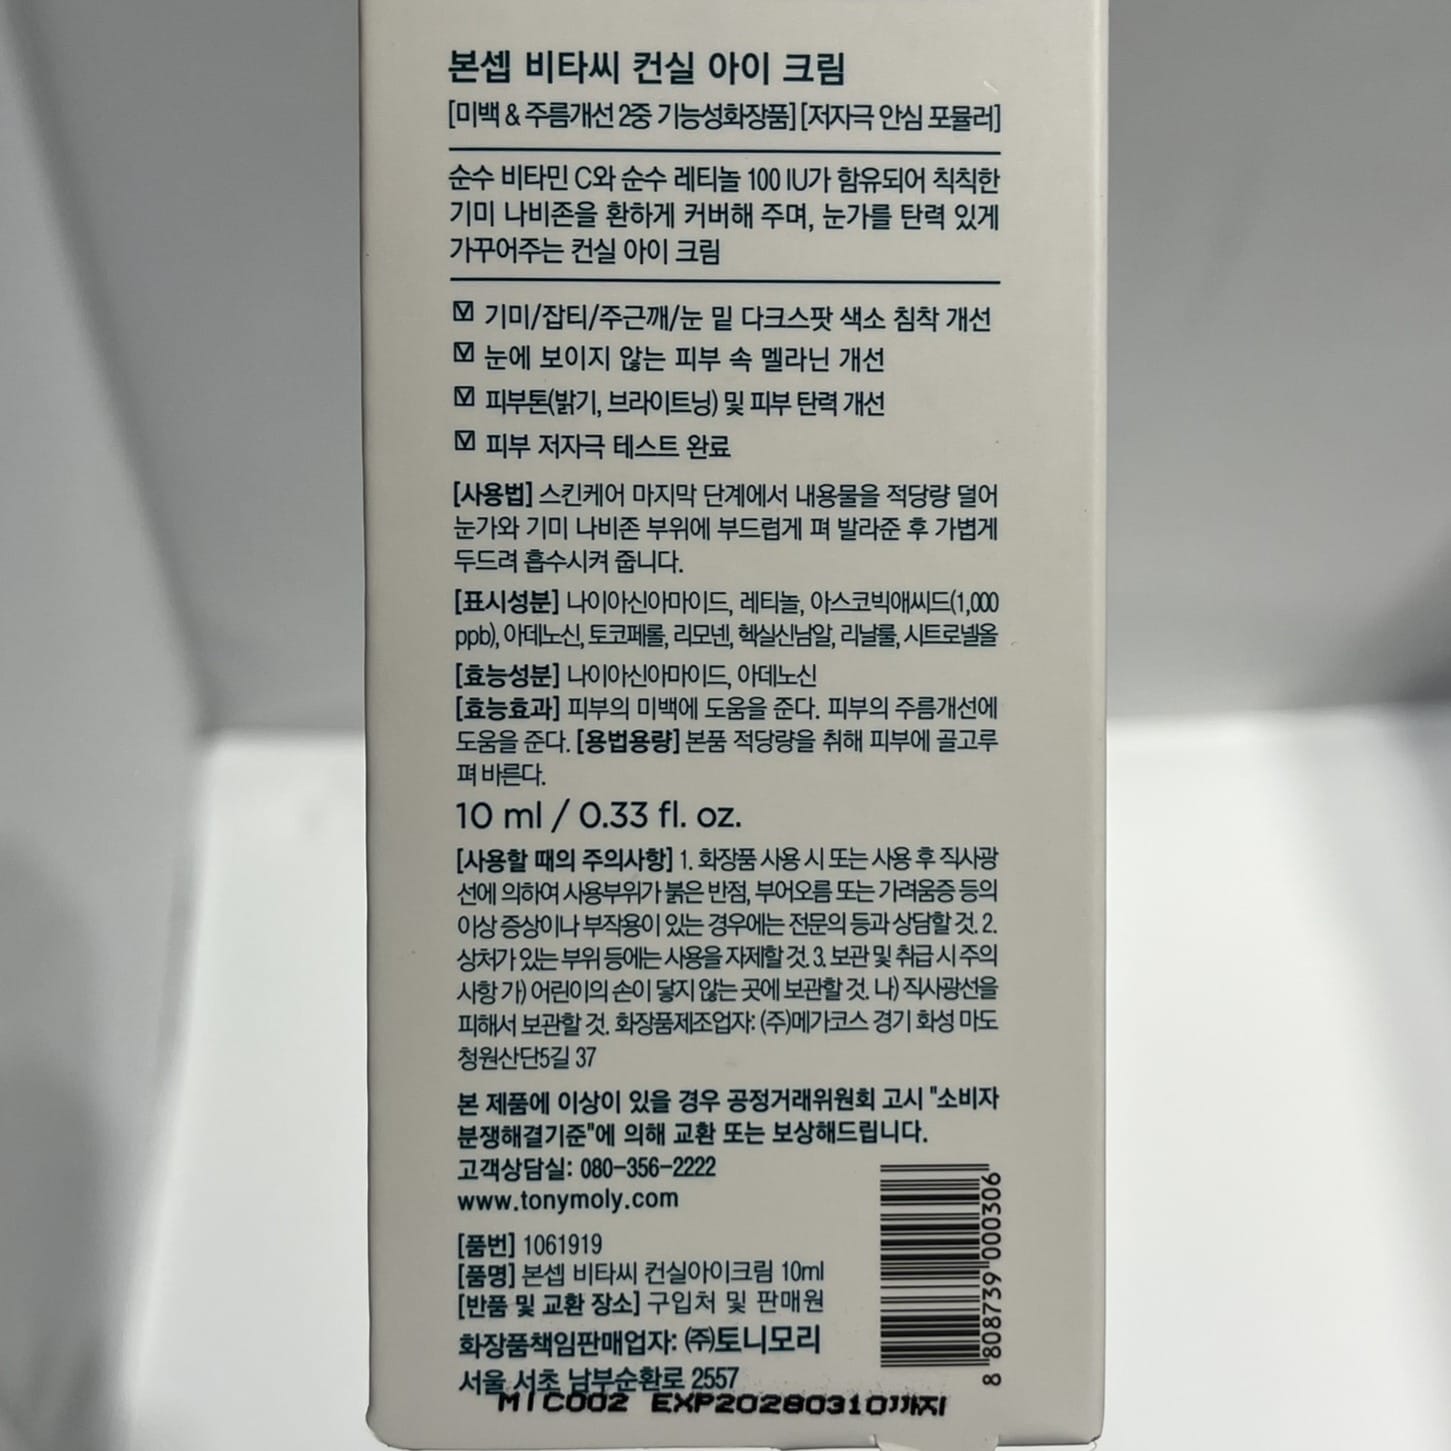 본셉 비타씨 컨실 아이 크림
[미백 & 주름개선 2중 기능성화장품] [저자극 안심 포뮬러]
순수 비타민 C와 순수 레티놀 100 IU가 함유되어 칙칙한
기미 나비존을 환하게 커버해 주며, 눈가를 탄력 있게
가꾸어주는 컨실 아이 크림
☑ 기미/잡티/주근깨/눈 밑 다크스팟 색소 침착 개선
☑ 눈에 보이지 않는 피부 속 멜라닌 개선
☑ 피부톤(밝기, 브라이트닝) 및 피부 탄력 개선
☑ 피부 저자극 테스트 완료
[사용법] 스킨케어 마지막 단계에서 내용물을 적당량 덜어
눈가와 기미 나비존 부위에 부드럽게 펴 발라준 후 가볍게
두드려 흡수시켜 줍니다.
[표시성분] 나이아신아마이드, 레티놀, 아스코빅애씨드(1,000
ppb), 아데노신, 토코페롤, 리모넨, 헥실신남알, 리날룰, 시트로넬올
[효능성분] 나이아신아마이드, 아데노신
[효능효과] 피부의 미백에 도움을 준다. 피부의 주름개선에
도움을 준다. [용법용량] 본품 적당량을 취해 피부에 골고루
펴 바른다.
10 ml / 0.33 fl. oz.
[사용할 때의 주의사항] 1. 화장품 사용 시 또는 사용 후 직사광
선에 의하여 사용부위가 붉은 반점, 부어오름 또는 가려움증 등의
이상 증상이나 부작용이 있는 경우에는 전문의 등과 상담할 것. 2.
상처가 있는 부위 등에는 사용을 자제할 것. 3. 보관 및 취급 시 주의
사항 가) 어린이의 손이 닿지 않는 곳에 보관할 것. 나) 직사광선을
피해서 보관할 것. 화장품제조업자: (주)메가코스 경기 화성 마도
청원산단5길 37
본 제품에 이상이 있을 경우 공정거래위원회 고시 "소비자
분쟁해결기준"에 의해 교환 또는 보상해드립니다.
고객상담실: 080-356-2222
www.tonymoly.com
[품번] 1061919
[품명] 본셉 비타씨 컨실아이크림 10ml
[반품 및 교환 장소] 구입처 및 판매원
화장품책임판매업자: (주)토니모리
서울 서초 남부순환로 2557
8 808739 000306
MIC002 EXP20280310까지